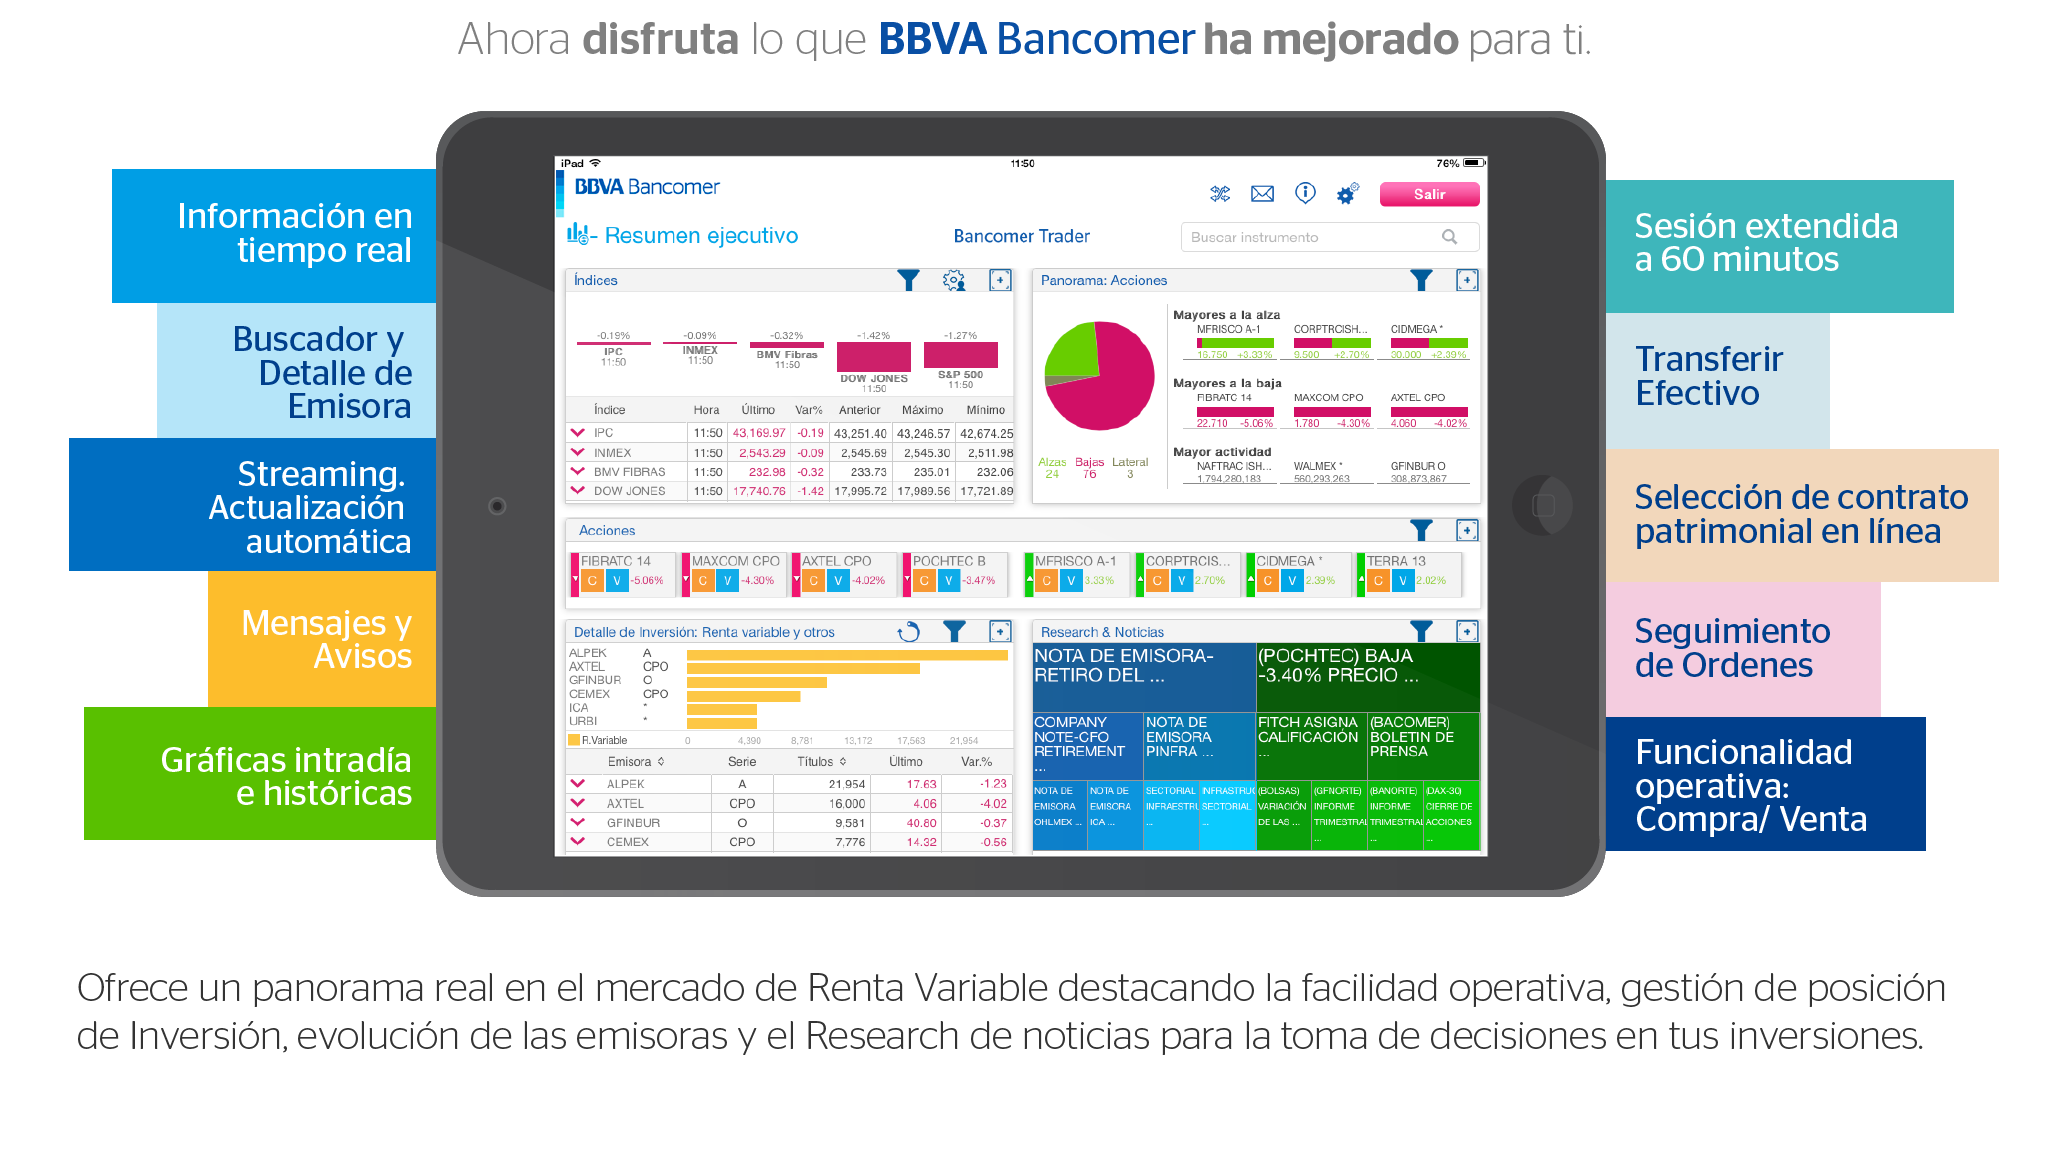 Ahora disfruta lo que BBVA Bancomer ha mejorado para ti.
Información en
tiempo real
Buscador y
Detalle de
Emisora
Streaming.
Actualización
automática
Mensajes y
Avisos
Gráficas intradía
e históricas
iPad 11:50 76%
BBVA Bancomer
Salir
Resumen ejecutivo
Bancomer Trader
Buscar instrumento
Índices
-0.19% -0.09% -0.32% -1.42% -1.27%
IPC
11:50
INMEX
11:50
BMV Fibras
11:50
DOW JONES
11:50
S&P 500
11:50
Índice Hora Último Var% Anterior Máximo Mínimo
IPC 11:50 43,169.97 -0.19 43,251.40 43,246.57 42,674.25
INMEX 11:50 2,543.29 -0.09 2,545.69 2,545.30 2,511.98
BMV FIBRAS 11:50 232.98 -0.32 233.73 235.01 232.06
DOW JONES 11:50 17,740.76 -1.42 17,995.72 17,989.56 17,721.89
Panorama: Acciones
Alzas Bajas Lateral
24 76 3
Mayores a la alza
MFRISCO A-1 CORPTRCISH... CIDMEGA *
16.750 +3.33% 9.500 +2.70% 30.000 +2.39%
Mayores a la baja
FIBRATC 14 MAXCOM CPO AXTEL CPO
22.710 -5.06% 1.780 -4.30% 4.060 -4.02%
Mayor actividad
NAFTRAC ISH... WALMEX * GFINBUR O
1,794,280,183 560,293,263 308,873,867
Acciones
FIBRATC 14 MAXCOM CPO AXTEL CPO POCHTEC B MFRISCO A-1 CORPTRCIS... CIDMEGA * TERRA 13
C V -5.06% C V -4.30% C V -4.02% C V -3.47% C V 3.33% C V 2.70% C V 2.39% C V 2.02%
Detalle de Inversión: Renta variable y otros
ALPEK A
AXTEL CPO
GFINBUR O
CEMEX CPO
ICA *
URBI *
R.Variable 0 4,390 8,781 13,172 17,563 21,954
Emisora Serie Títulos Último Var.%
ALPEK A 21,954 17.63 -1.23
AXTEL CPO 16,000 4.06 -4.02
GFINBUR O 9,581 40.80 -0.37
CEMEX CPO 7,776 14.32 -0.56
Research & Noticias
NOTA DE EMISORA-
RETIRO DEL ...
(POCHTEC) BAJA
-3.40% PRECIO ...
COMPANY
NOTE-CFO
RETIREMENT
...
NOTA DE
EMISORA
PINFRA ...
FITCH ASIGNA
CALIFICACIÓN
...
(BACOMER)
BOLETIN DE
PRENSA
NOTA DE
EMISORA
OHLMEX ...
NOTA DE
EMISORA
ICA ...
SECTORIAL
INFRAESTRU
...
INFRASTRUC
SECTORIAL
...
(BOLSAS)
VARIACIÓN
DE LAS ...
(GFNORTE)
INFORME
TRIMESTRAL
...
(BANORTE)
INFORME
TRIMESTRAL
...
(DAX-30)
CIERRE DE
ACCIONES
...
Sesión extendida
a 60 minutos
Transferir
Efectivo
Selección de contrato
patrimonial en línea
Seguimiento
de Ordenes
Funcionalidad
operativa:
Compra/ Venta
Ofrece un panorama real en el mercado de Renta Variable destacando la facilidad operativa, gestión de posición
de Inversión, evolución de las emisoras y el Research de noticias para la toma de decisiones en tus inversiones.